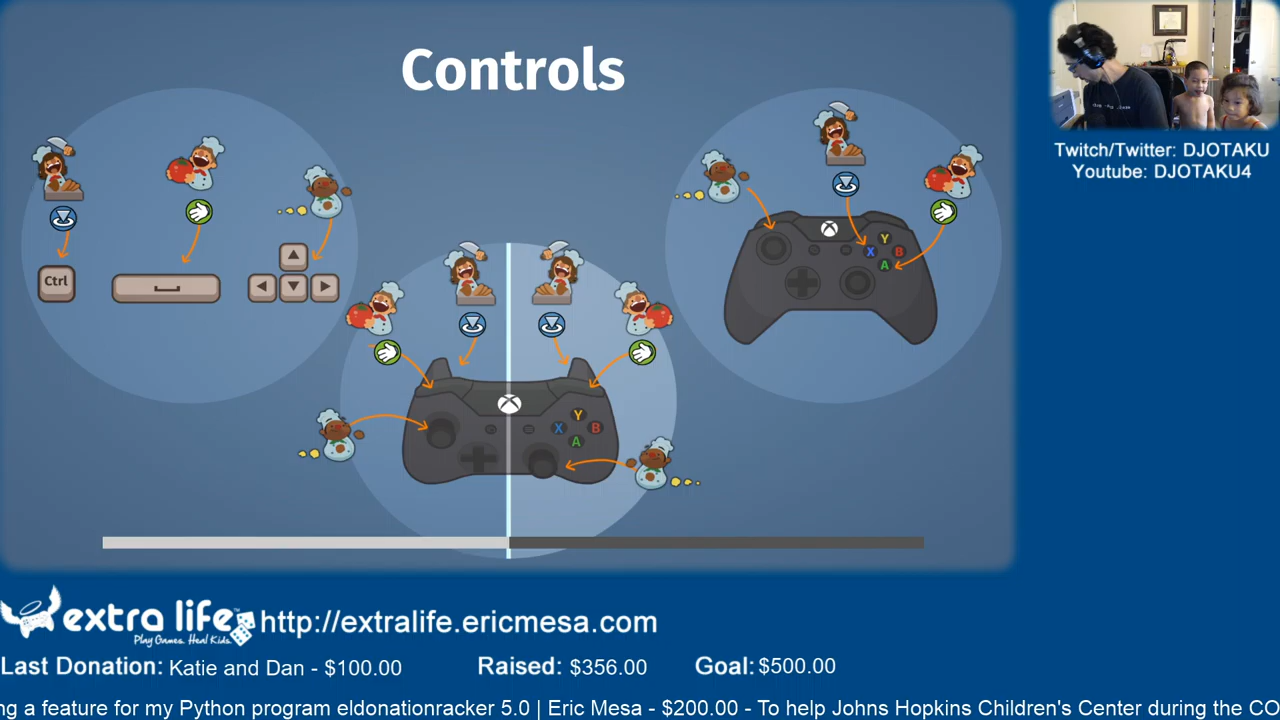 Controls
Ctrl
Y
X B
A
Y
X B
A
Twitch/Twitter: DJOTAKU
Youtube: DJOTAKU4
extra life
Play Games. Heal Kids.
http://extralife.ericmesa.com
Last Donation: Katie and Dan - $100.00 Raised: $356.00 Goal: $500.00
ng a feature for my Python program eldonationracker 5.0 | Eric Mesa - $200.00 - To help Johns Hopkins Children's Center during the CO